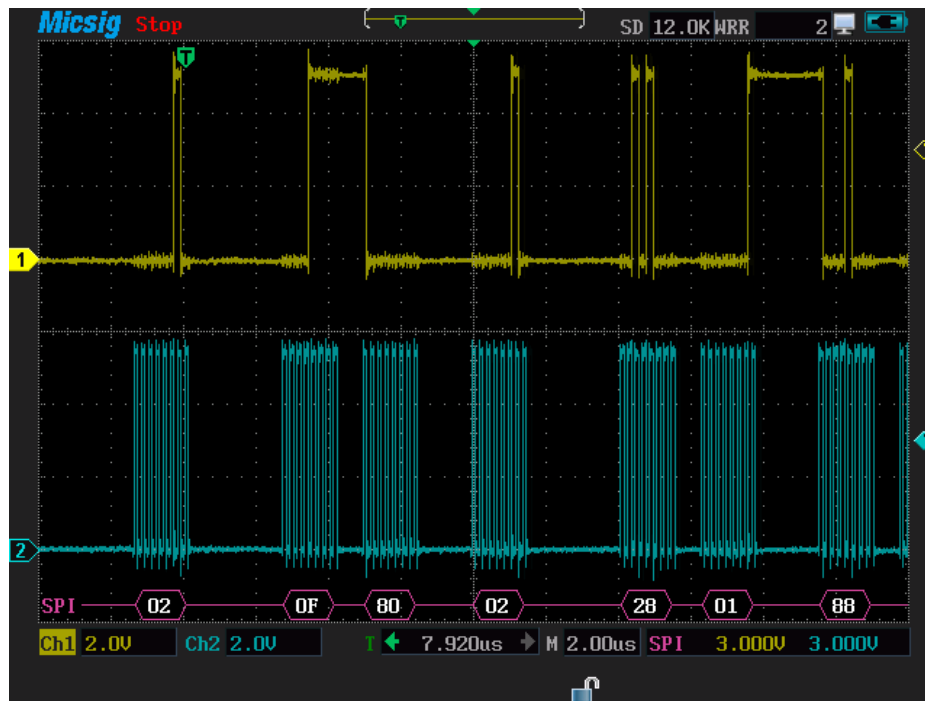 Micsig Stop T SD 12.0K WRR 2
T
1
2
SPI 02 0F 80 02 28 01 88
Ch1 2.0V Ch2 2.0V T 7.920us M 2.00us SPI 3.000V 3.000V